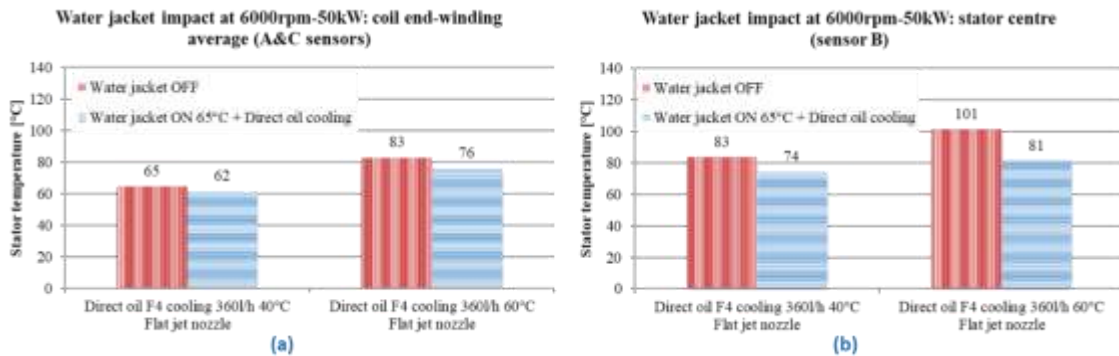 Water jacket impact at 6000rpm-50kW: coil end-winding
average (A&C sensors)
Stator temperature [°C]
140
120
100
80
60
40
20
0
Water jacket OFF
Water jacket ON 65°C + Direct oil cooling
65
62
83
76
Direct oil F4 cooling 360l/h 40°C
Flat jet nozzle
Direct oil F4 cooling 360l/h 60°C
Flat jet nozzle
(a)
Water jacket impact at 6000rpm-50kW: stator centre
(sensor B)
Stator temperature [°C]
140
120
100
80
60
40
20
0
Water jacket OFF
Water jacket ON 65°C + Direct oil cooling
83
74
101
81
Direct oil F4 cooling 360l/h 40°C
Flat jet nozzle
Direct oil F4 cooling 360l/h 60°C
Flat jet nozzle
(b)